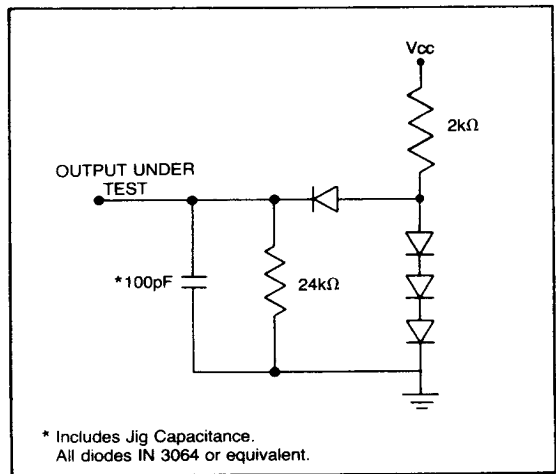 Vcc
2kΩ
OUTPUT UNDER
TEST
*100pF
24kΩ
* Includes Jig Capacitance.
All diodes IN 3064 or equivalent.